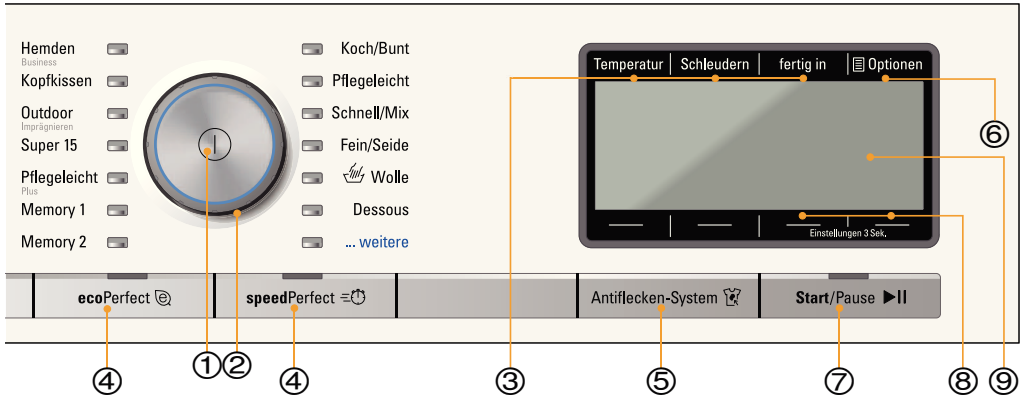 Hemden
Business
Kopfkissen
Outdoor
Imprägnieren
Super 15
Pflegeleicht
Plus
Memory 1
Memory 2
Koch/Bunt
Pflegeleicht
Schnell/Mix
Fein/Seide
Wolle
Dessous
... weitere
Temperatur Schleudern fertig in Optionen
Einstellungen 3 Sek.
ecoPerfect speedPerfect Antiflecken-System Start/Pause
④ ① ② ④ ③ ⑤ ⑦ ⑧ ⑨
⑥